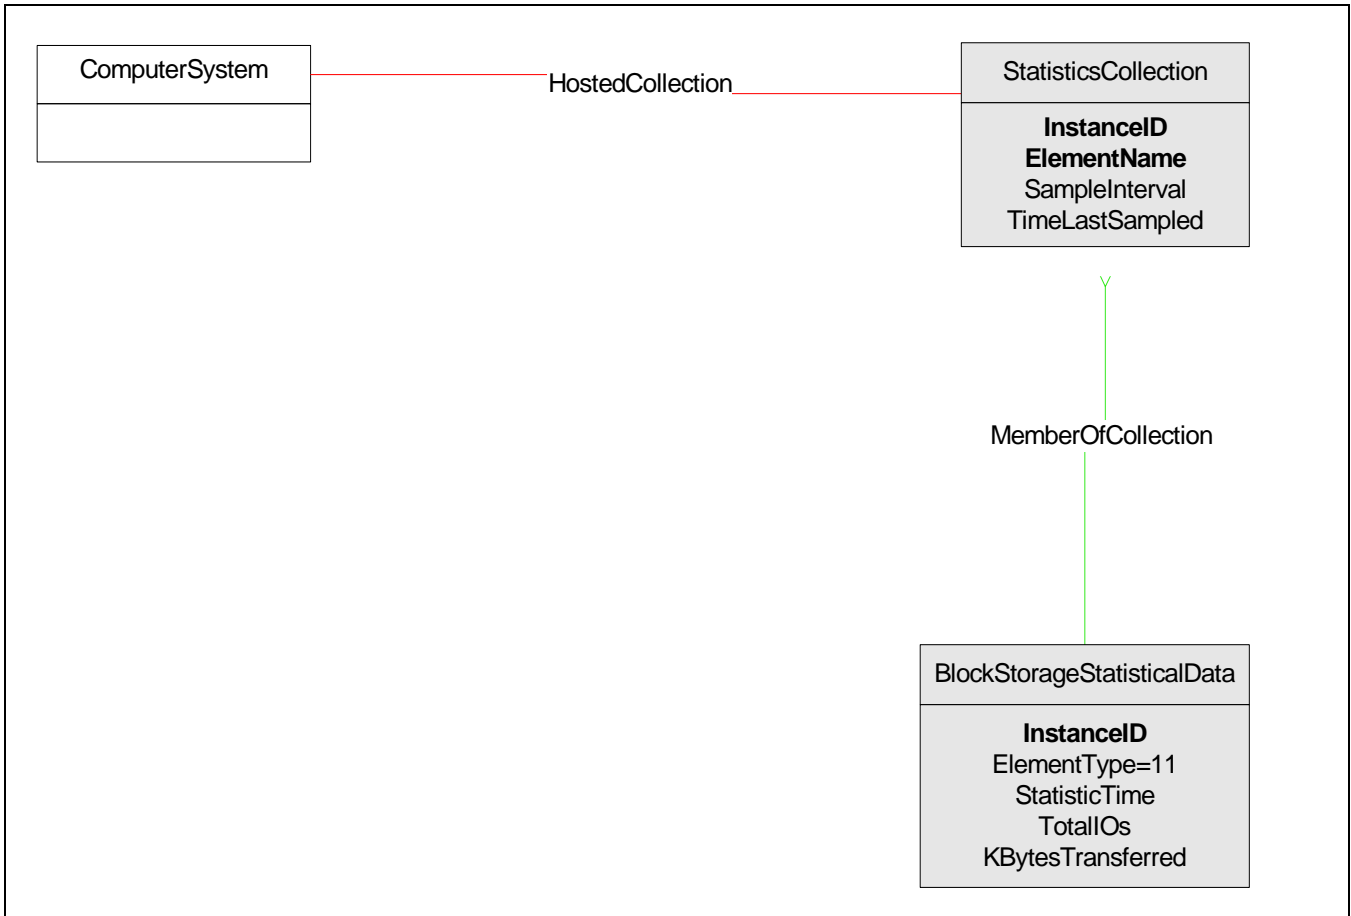 ComputerSystem
HostedCollection
StatisticsCollection
InstanceID
ElementName
SampleInterval
TimeLastSampled
MemberOfCollection
BlockStorageStatisticalData
InstanceID
ElementType=11
StatisticTime
TotalIOs
KBytesTransferred